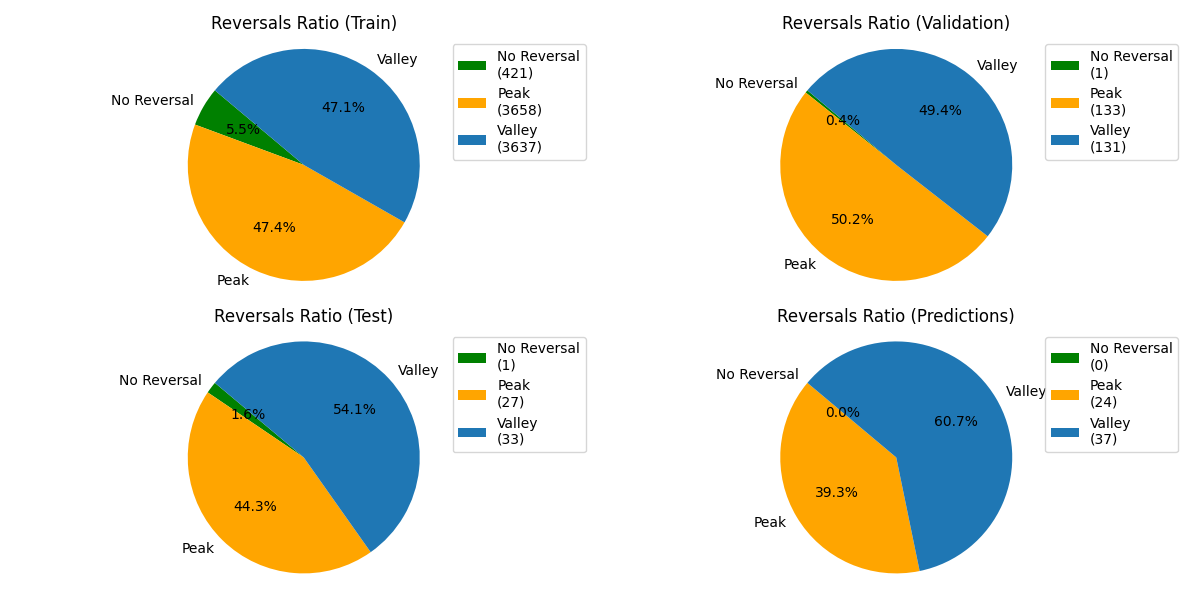 Reversals Ratio (Train)
No Reversal
5.5%
Peak
47.4%
Valley
47.1%
No Reversal
(421)
Peak
(3658)
Valley
(3637)
Reversals Ratio (Validation)
No Reversal
0.4%
Peak
50.2%
Valley
49.4%
No Reversal
(1)
Peak
(133)
Valley
(131)
Reversals Ratio (Test)
No Reversal
1.6%
Peak
44.3%
Valley
54.1%
No Reversal
(1)
Peak
(27)
Valley
(33)
Reversals Ratio (Predictions)
No Reversal
0.0%
Peak
39.3%
Valley
60.7%
No Reversal
(0)
Peak
(24)
Valley
(37)